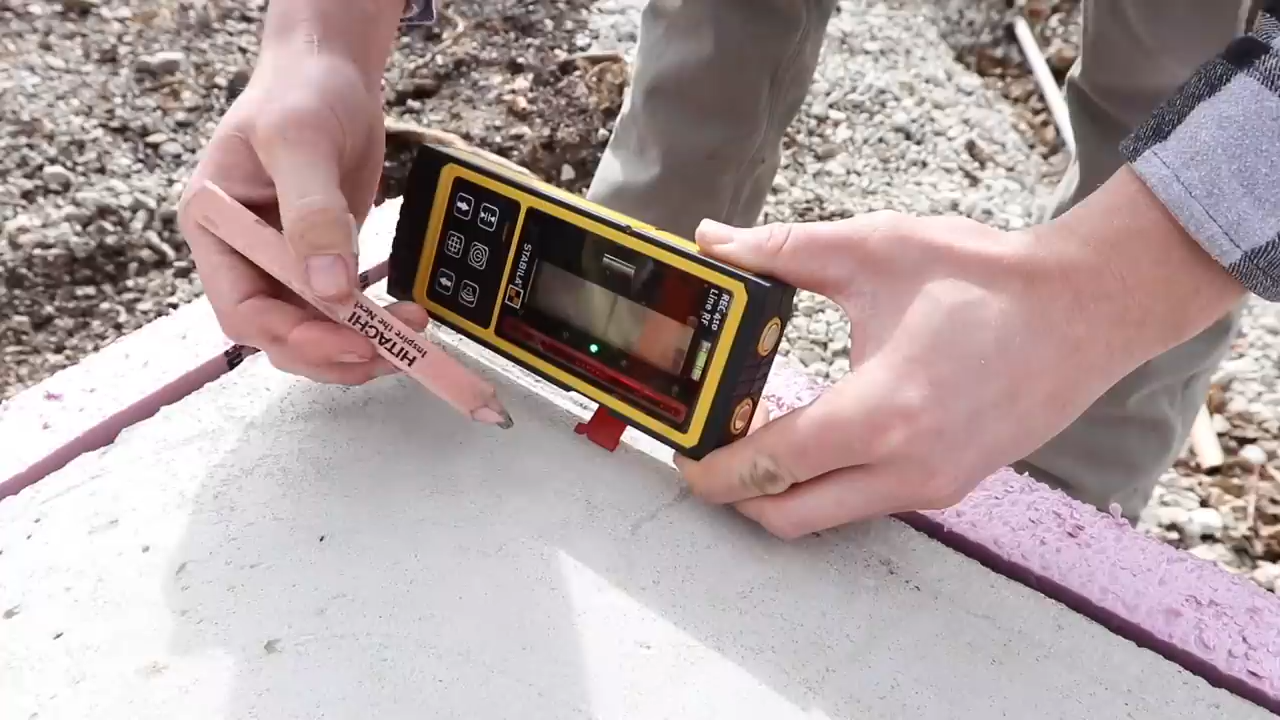 HITACHI
Inspire the Next
STABILA
REC 410
Line RF